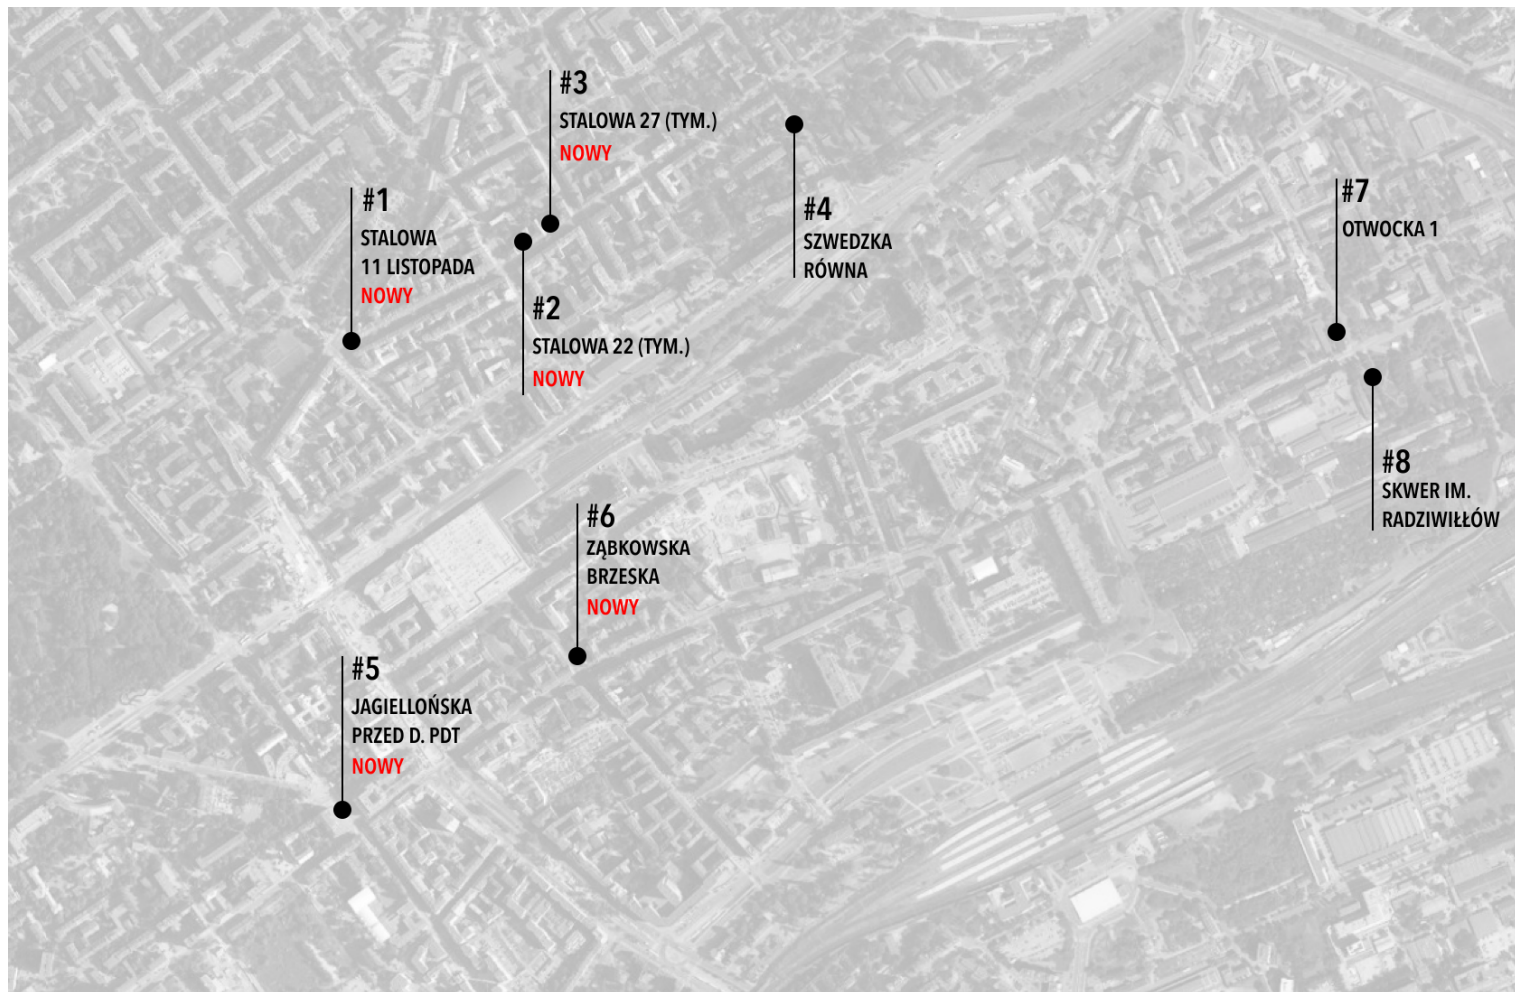 #3
STALOWA 27 (TYM.)
NOWY
#1
STALOWA
11 LISTOPADA
NOWY
#4
SZWEDZKA
RÓWNA
#7
OTWOCKA 1
#2
STALOWA 22 (TYM.)
NOWY
#8
SKWER IM.
RADZIWIŁŁÓW
#6
ZĄBKOWSKA
BRZESKA
NOWY
#5
JAGIELLOŃSKA
PRZED D. PDT
NOWY